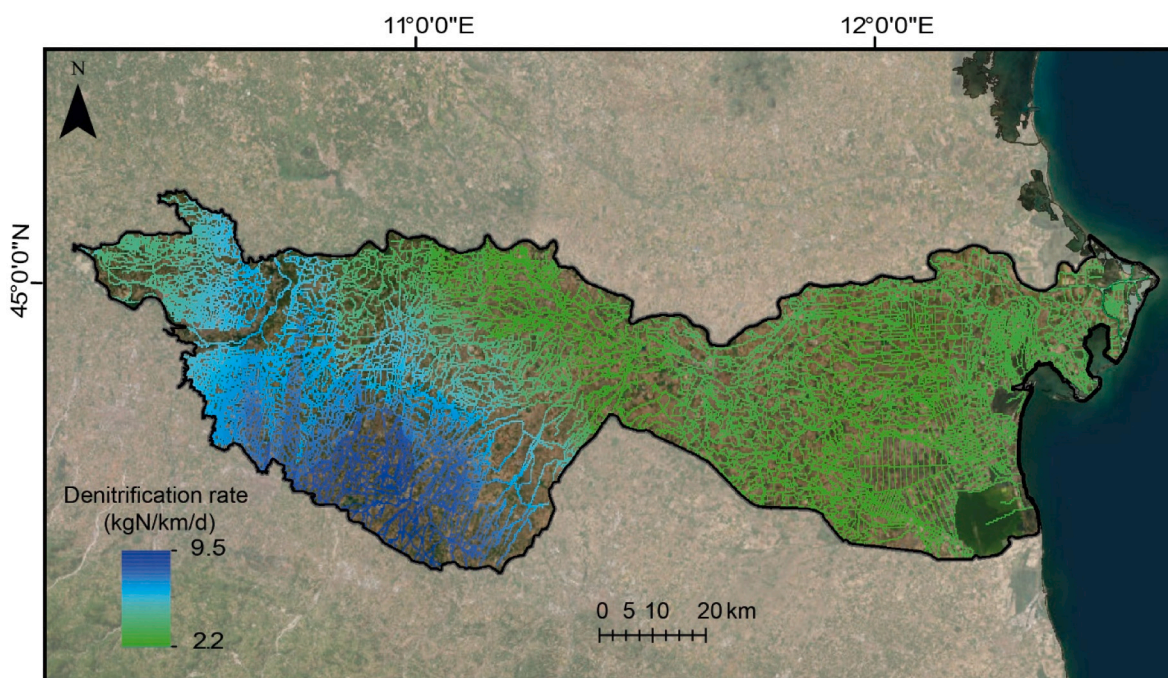 11°0'0"E
12°0'0"E
N
45°0'0"N
Denitrification rate
(kgN/km/d)
9.5
2.2
0 5 10 20 km